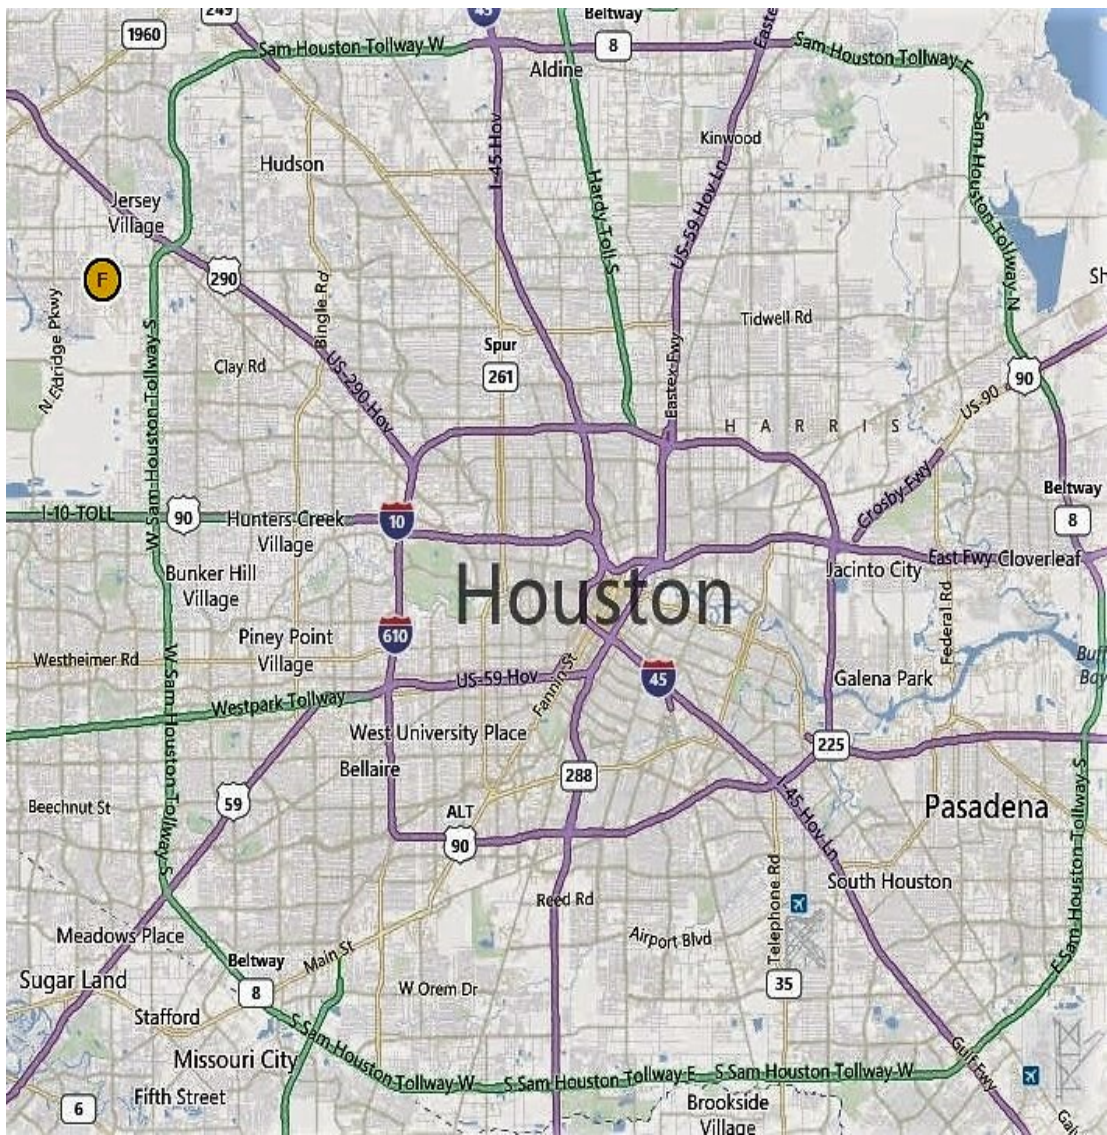 249
45
Beltway
8
Easte
1960
Sam Houston Tollway W
Sam Houston Tollway E
Aldine
I-45 Hov
Kinwood
Hudson
Hardy Toll S
US-59 Hov Ln
Sam Houston Tollway N
Jersey
Village
F
290
Sh
N Eldridge Pkwy
Bingle Rd
Tidwell Rd
Clay Rd
US-290 Hov
Spur
261
Eastex Fwy
90
US-90
W Sam Houston Tollway S
HARRIS
Crosby Fwy
Beltway
8
I-10-TOLL
90
Hunters Creek
Village
10
East Fwy
Cloverleaf
Jacinto City
Bunker Hill
Village
Houston
Federal Rd
Piney Point
Village
610
Westheimer Rd
W Sam Houston Tollway S
US-59 Hov
Fannin St
45
Galena Park
Buff
Bay
Westpark Tollway
West University Place
225
Bellaire
288
59
Beechnut St
ALT
90
I-45 Hov Ln
Pasadena
E Sam Houston Tollway S
South Houston
Reed Rd
Telephone Rd
Meadows Place
Airport Blvd
Main St
Sugar Land
Beltway
8
W Orem Dr
35
Stafford
S Sam Houston Tollway W
Missouri City
Gulf Fwy
S Sam Houston Tollway E
S Sam Houston Tollway W
6
Fifth Street
Brookside
Village
Gal